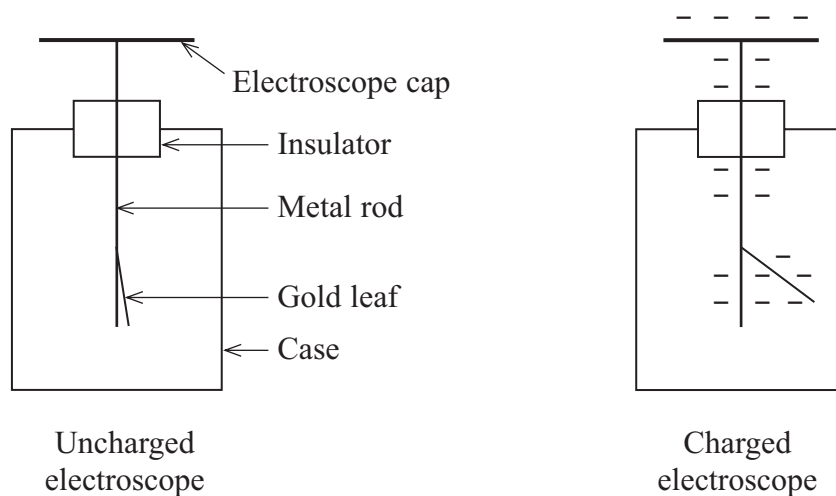 Electroscope cap
Insulator
Metal rod
Gold leaf
Case
Uncharged
electroscope
Charged
electroscope